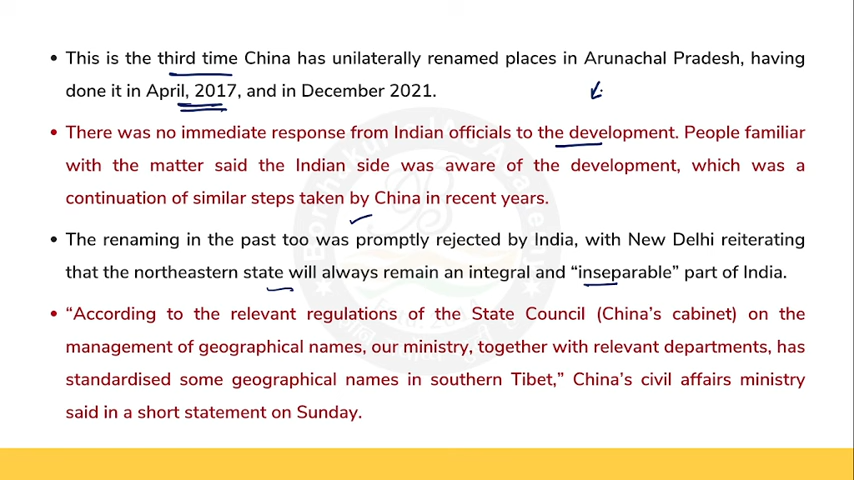 • This is the third time China has unilaterally renamed places in Arunachal Pradesh, having
done it in April, 2017, and in December 2021.
• There was no immediate response from Indian officials to the development. People familiar
with the matter said the Indian side was aware of the development, which was a
continuation of similar steps taken by China in recent years.
• The renaming in the past too was promptly rejected by India, with New Delhi reiterating
that the northeastern state will always remain an integral and “inseparable” part of India.
• “According to the relevant regulations of the State Council (China’s cabinet) on the
management of geographical names, our ministry, together with relevant departments, has
standardised some geographical names in southern Tibet,” China’s civil affairs ministry
said in a short statement on Sunday.